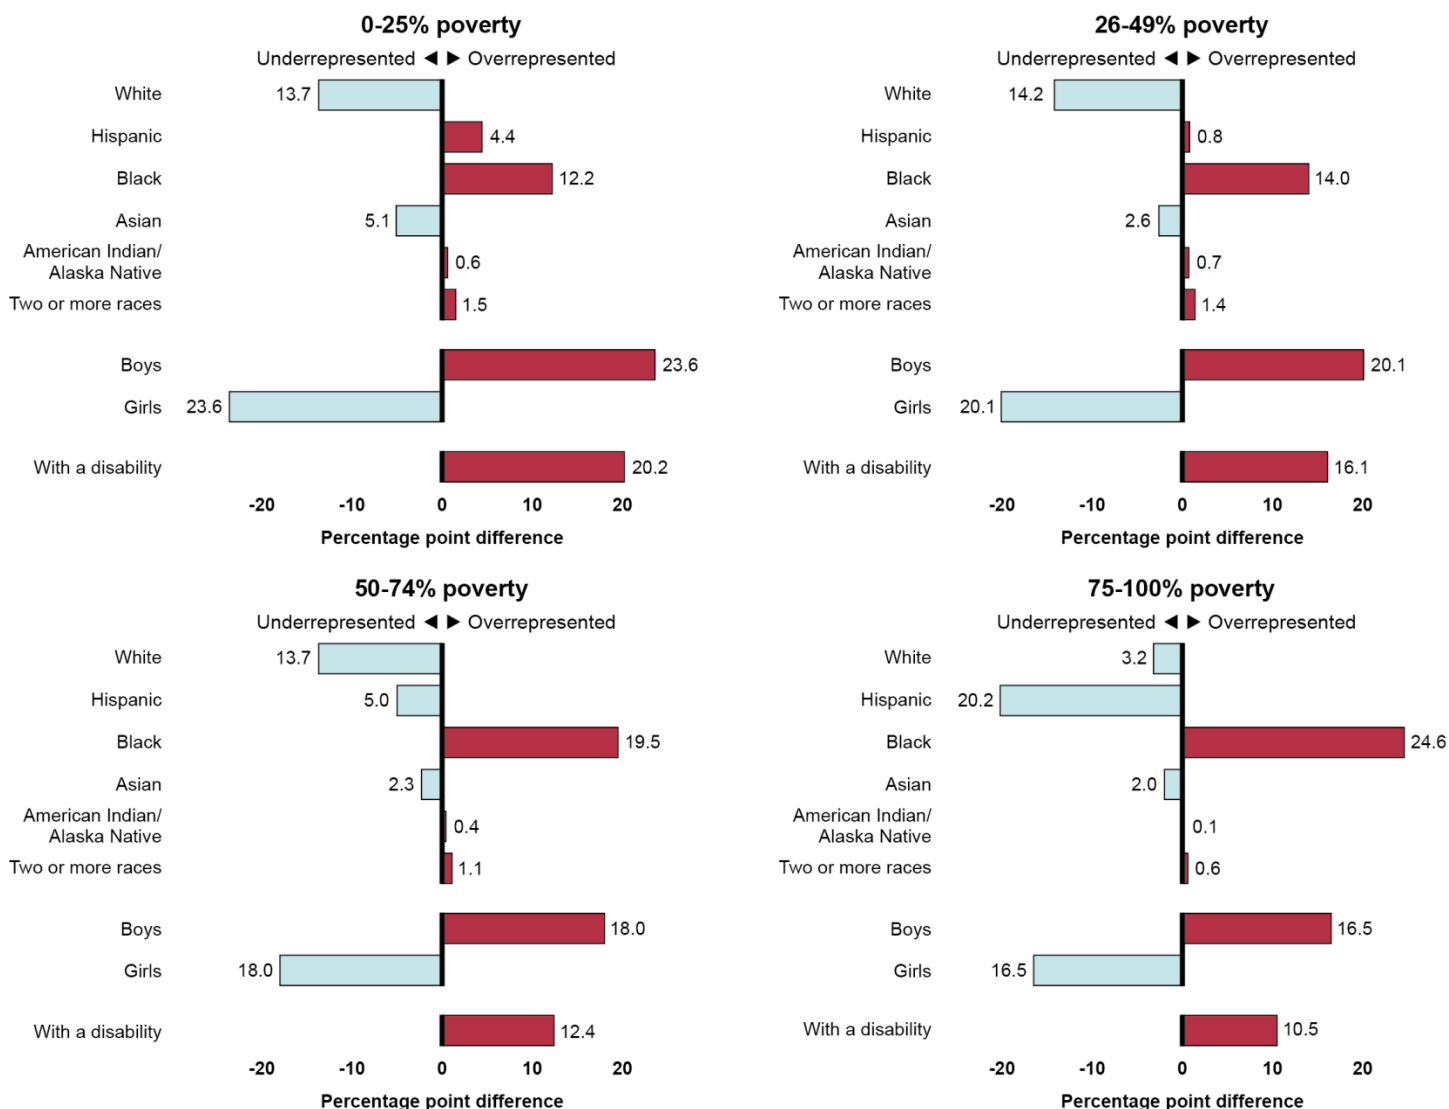 0-25% poverty
Underrepresented ◄ ► Overrepresented
White 13.7
Hispanic 4.4
Black 12.2
Asian 5.1
American Indian/
Alaska Native 0.6
Two or more races 1.5
Boys 23.6
Girls 23.6
With a disability 20.2
-20 -10 0 10 20
Percentage point difference
26-49% poverty
Underrepresented ◄ ► Overrepresented
White 14.2
Hispanic 0.8
Black 14.0
Asian 2.6
American Indian/
Alaska Native 0.7
Two or more races 1.4
Boys 20.1
Girls 20.1
With a disability 16.1
-20 -10 0 10 20
Percentage point difference
50-74% poverty
Underrepresented ◄ ► Overrepresented
White 13.7
Hispanic 5.0
Black 19.5
Asian 2.3
American Indian/
Alaska Native 0.4
Two or more races 1.1
Boys 18.0
Girls 18.0
With a disability 12.4
-20 -10 0 10 20
Percentage point difference
75-100% poverty
Underrepresented ◄ ► Overrepresented
White 3.2
Hispanic 20.2
Black 24.6
Asian 2.0
American Indian/
Alaska Native 0.1
Two or more races 0.6
Boys 16.5
Girls 16.5
With a disability 10.5
-20 -10 0 10 20
Percentage point difference